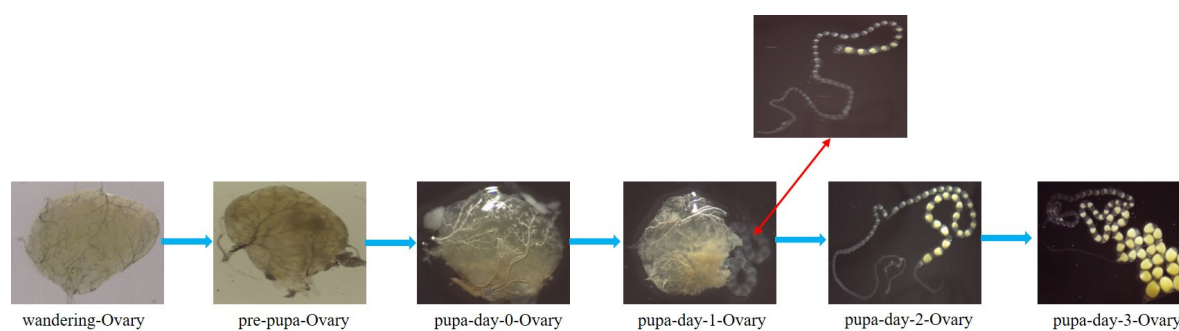 wandering-Ovary
pre-pupa-Ovary
pupa-day-0-Ovary
pupa-day-1-Ovary
pupa-day-2-Ovary
pupa-day-3-Ovary